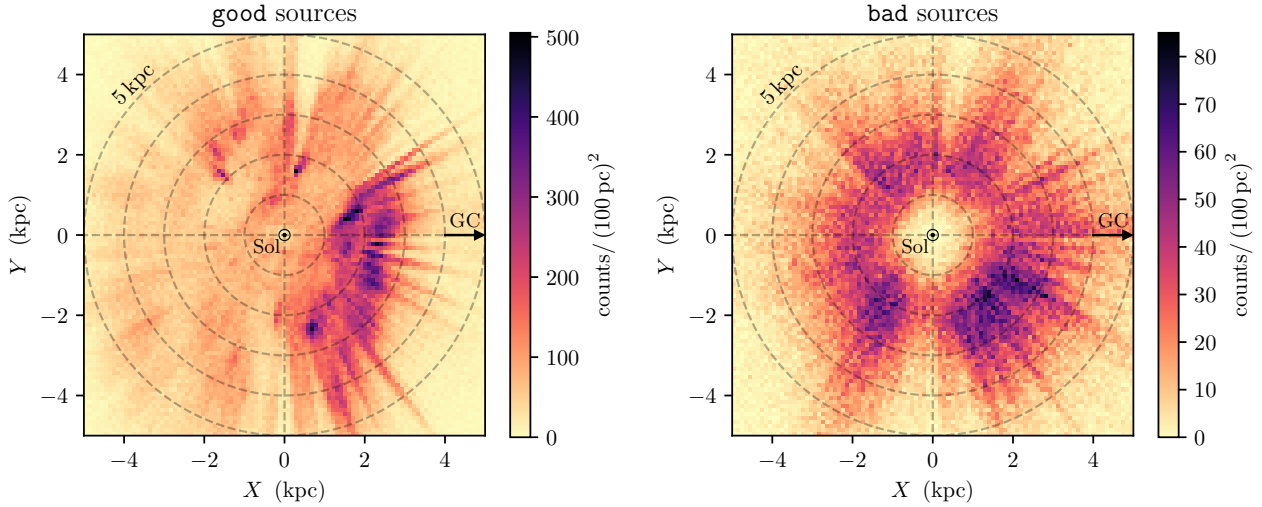 good sources
bad sources
5 kpc
Sol
GC
−4
−2
0
2
4
X (kpc)
−4
−2
0
2
4
Y (kpc)
0
100
200
300
400
500
counts/ (100 pc)²
5 kpc
Sol
GC
−4
−2
0
2
4
X (kpc)
−4
−2
0
2
4
Y (kpc)
0
10
20
30
40
50
60
70
80
counts/ (100 pc)²